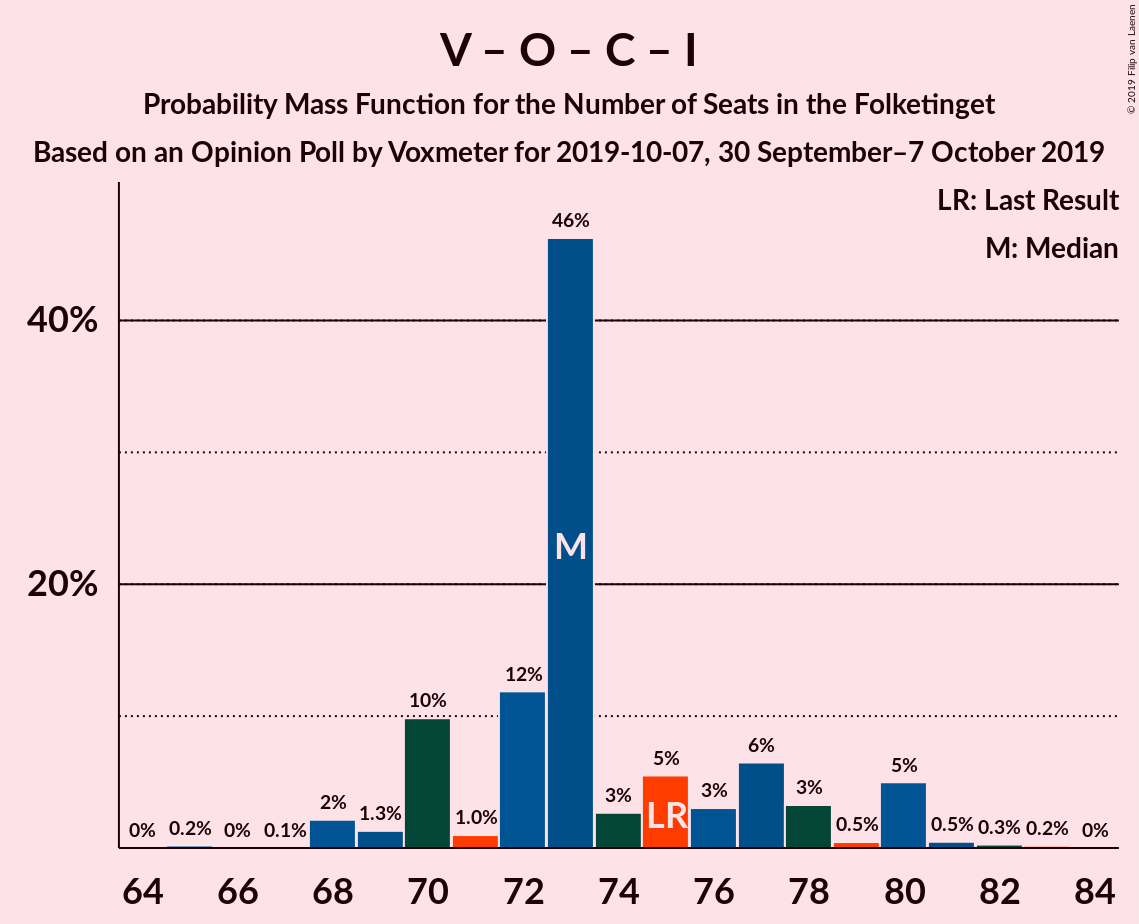 V – O – C – I
Probability Mass Function for the Number of Seats in the Folketinget
Based on an Opinion Poll by Voxmeter for 2019-10-07, 30 September–7 October 2019
© 2019 Filip van Laenen
LR: Last Result
M: Median
40%
20%
0%
0.2%
0%
0.1%
2%
1.3%
10%
1.0%
12%
46%
M
3%
5%
LR
3%
6%
3%
0.5%
5%
0.5%
0.3%
0.2%
0%
64 66 68 70 72 74 76 78 80 82 84